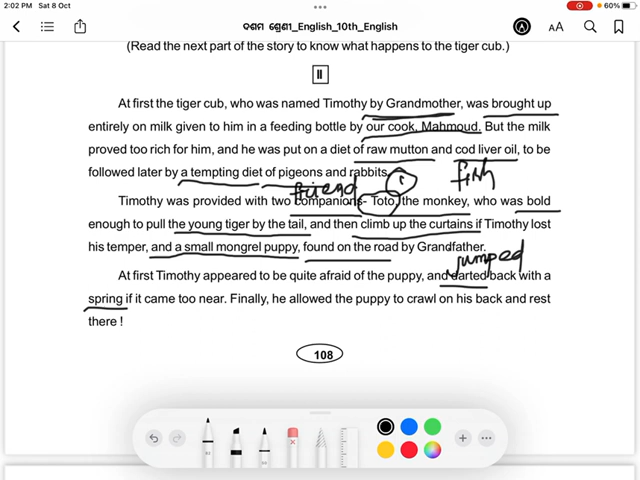 2:02 PM Sat 8 Oct 60%
ଦଶମ ଶ୍ରେଣୀ_English_10th_English
AA
(Read the next part of the story to know what happens to the tiger cub.)
II
At first the tiger cub, who was named Timothy by Grandmother, was brought up
entirely on milk given to him in a feeding bottle by our cook, Mahmoud. But the milk
proved too rich for him, and he was put on a diet of raw mutton and cod liver oil, to be
followed later by a tempting diet of pigeons and rabbits.
friend 1 fish
Timothy was provided with two companions- Toto, the monkey, who was bold
enough to pull the young tiger by the tail, and then climb up the curtains if Timothy lost
his temper, and a small mongrel puppy, found on the road by Grandfather.
jumped
At first Timothy appeared to be quite afraid of the puppy, and darted back with a
spring if it came too near. Finally, he allowed the puppy to crawl on his back and rest
there !
108